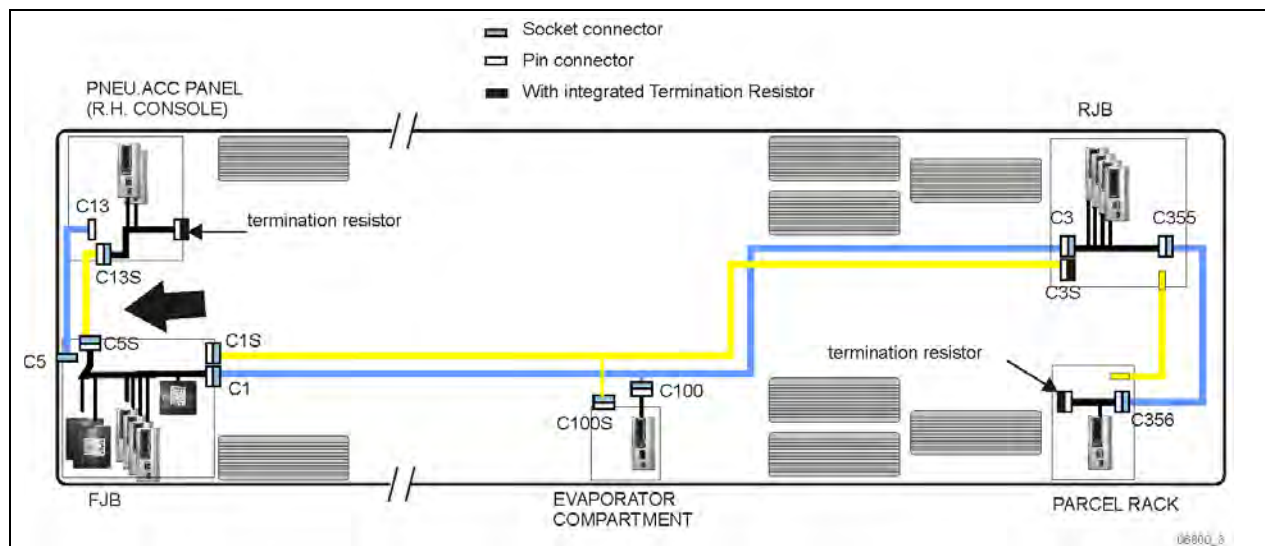 Socket connector
Pin connector
With integrated Termination Resistor
PNEU.ACC PANEL
(R.H. CONSOLE)
RJB
C13
termination resistor
C3
C355
C13S
C3S
C5
C5S
C1S
C1
termination resistor
C100
C100S
C356
FJB
EVAPORATOR
COMPARTMENT
PARCEL RACK
06800_3